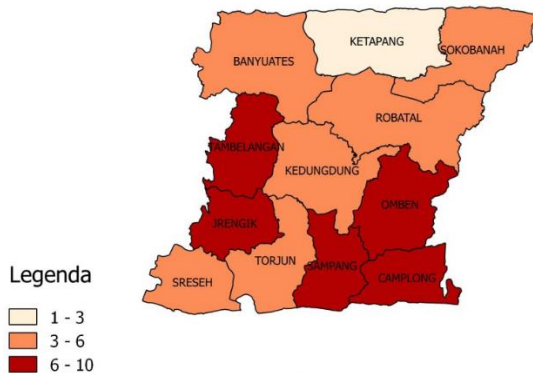 KETAPANG
SOKOBANAH
BANYUATES
ROBATAL
TAMBELANGAN
KEDUNGDUNG
OMBEN
JRENGIK
TORJUN
SAMPANG
SRESEH
CAMPLONG
Legenda
1 - 3
3 - 6
6 - 10